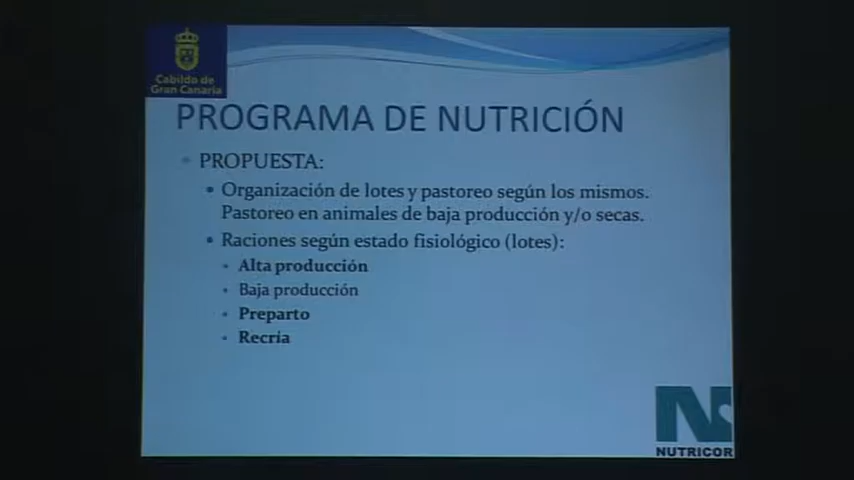 Cabildo de
Gran Canaria
PROGRAMA DE NUTRICIÓN
PROPUESTA:
Organización de lotes y pastoreo según los mismos.
Pastoreo en animales de baja producción y/o secas.
Raciones según estado fisiológico (lotes):
Alta producción
Baja producción
Preparto
Recría
NUTRICOR